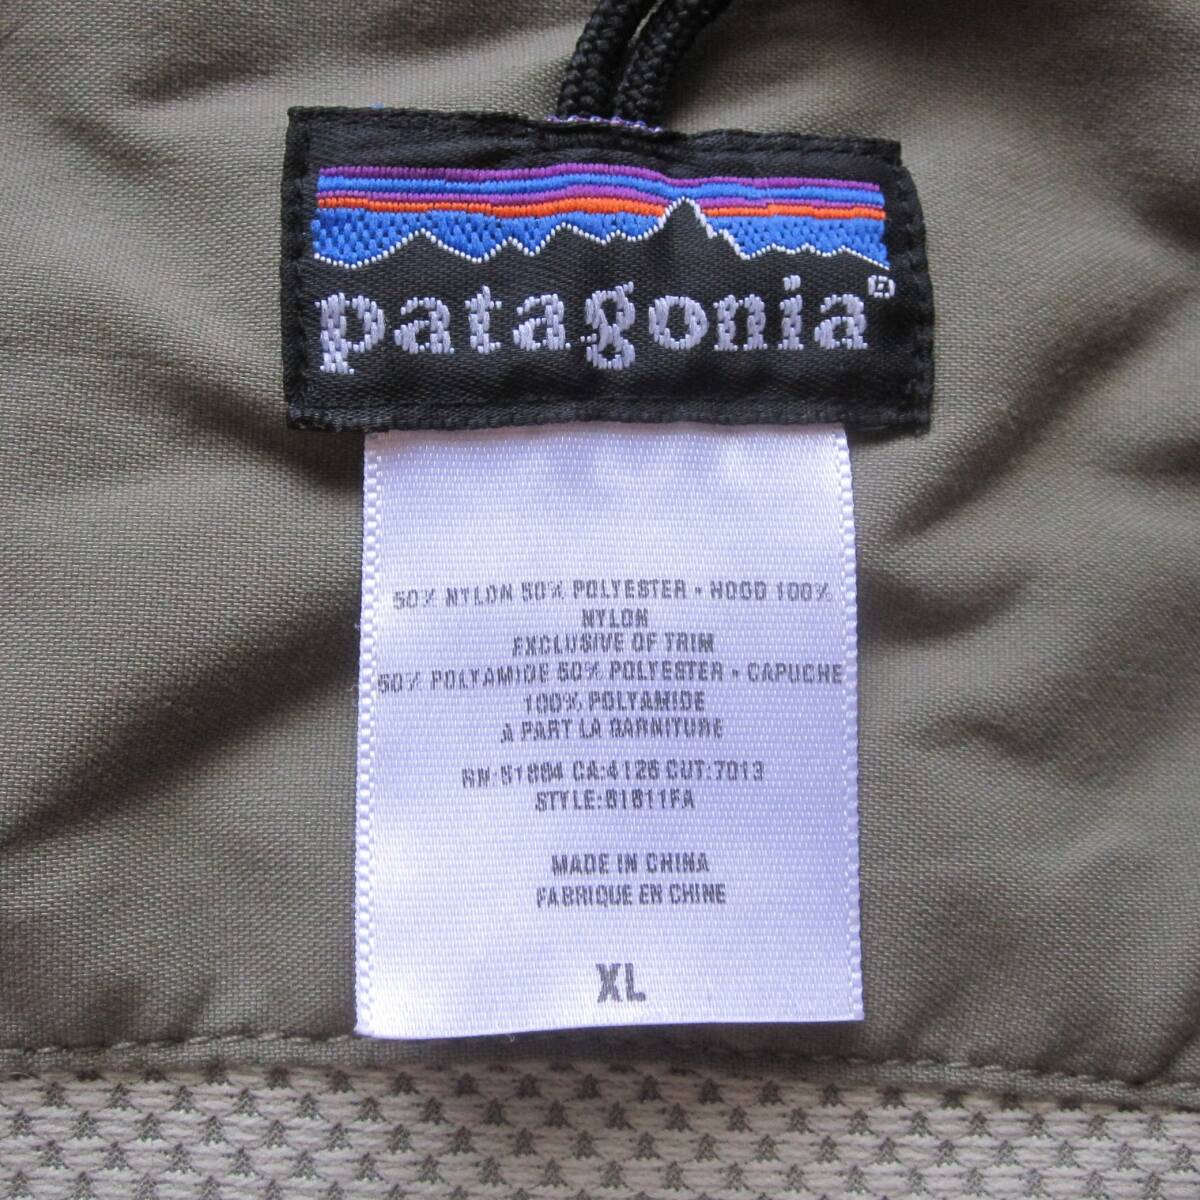 patagonia®
50% NYLON 50% POLYESTER • HOOD 100%
NYLON
EXCLUSIVE OF TRIM
50% POLYAMIDE 50% POLYESTER • CAPUCHE
100% POLYAMIDE
A PART LA GARNITURE
RN:51884 CA:4126 CUT:7013
STYLE:81811FA
MADE IN CHINA
FABRIQUE EN CHINE
XL